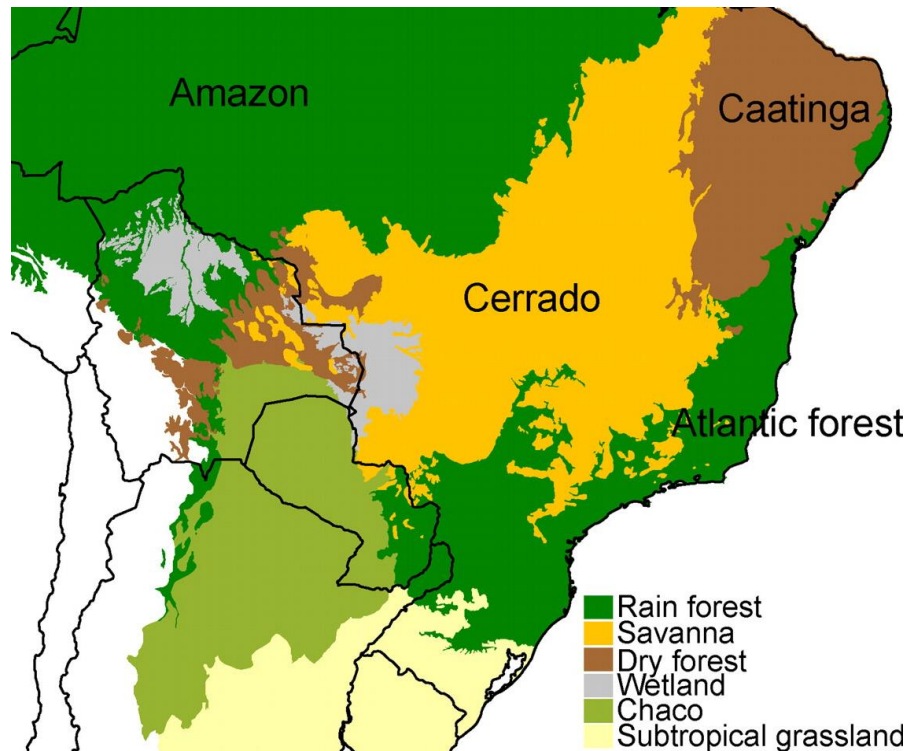 Amazon
Caatinga
Cerrado
Atlantic forest
Rain forest
Savanna
Dry forest
Wetland
Chaco
Subtropical grassland